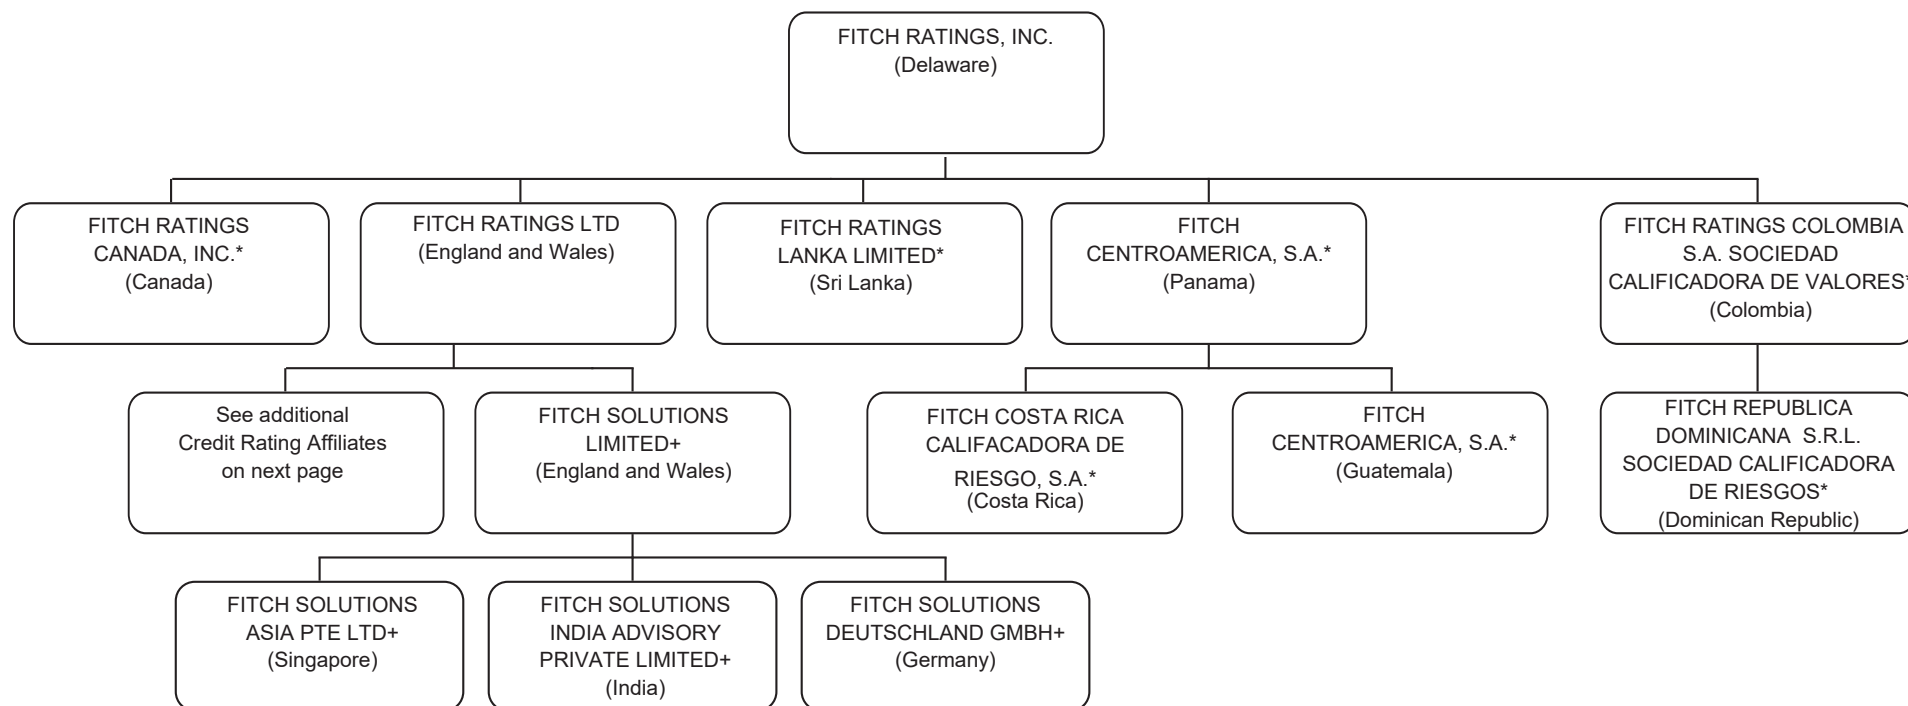 FITCH RATINGS, INC.
(Delaware)
FITCH RATINGS
CANADA, INC.*
(Canada)
FITCH RATINGS LTD
(England and Wales)
FITCH RATINGS
LANKA LIMITED*
(Sri Lanka)
FITCH
CENTROAMERICA, S.A.*
(Panama)
FITCH RATINGS COLOMBIA
S.A. SOCIEDAD
CALIFICADORA DE VALORES*
(Colombia)
See additional
Credit Rating Affiliates
on next page
FITCH SOLUTIONS
LIMITED+
(England and Wales)
FITCH COSTA RICA
CALIFACADORA DE
RIESGO, S.A.*
(Costa Rica)
FITCH
CENTROAMERICA, S.A.*
(Guatemala)
FITCH REPUBLICA
DOMINICANA S.R.L.
SOCIEDAD CALIFICADORA
DE RIESGOS*
(Dominican Republic)
FITCH SOLUTIONS
ASIA PTE LTD+
(Singapore)
FITCH SOLUTIONS
INDIA ADVISORY
PRIVATE LIMITED+
(India)
FITCH SOLUTIONS
DEUTSCHLAND GMBH+
(Germany)